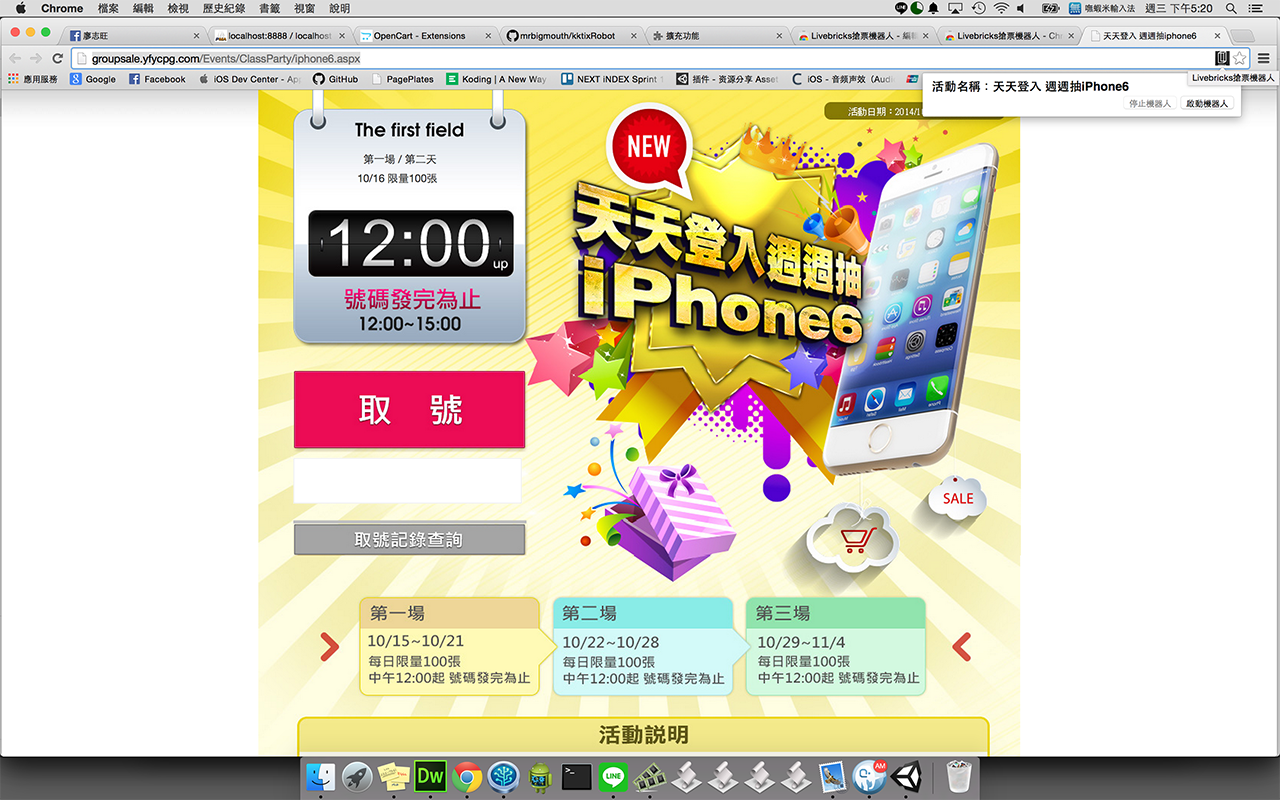 Chrome 檔案 編輯 檢視 歷史紀錄 書籤 視窗 說明
嘸蝦米輸入法 週三 下午5:20
廖志旺
localhost:8888 / localhost
OpenCart - Extensions
mrbigmouth/kktixRobot
擴充功能
Livebricks搶票機器人 - 編輯
Livebricks搶票機器人 - Chr
天天登入 週週抽iphone6
groupsale.yfycpg.com/Events/ClassParty/iphone6.aspx
應用服務
Google
Facebook
iOS Dev Center - Ap
GitHub
PagePlates
Koding | A New Way
NEXT iNDEX Sprint
插件 - 资源分享 Asset
iOS - 音頻声效（Audi
Livebricks搶票機器人
活動名稱：天天登入 週週抽iPhone6
停止機器人
啟動機器人
活動日期：2014/1
The first field
第一場 / 第二天
10/16 限量100張
12:00
up
號碼發完為止
12:00~15:00
NEW
天天登入週週抽
iPhone6
取 號
SALE
取號記錄查詢
第一場
10/15~10/21
每日限量100張
中午12:00起 號碼發完為止
第二場
10/22~10/28
每日限量100張
中午12:00起 號碼發完為止
第三場
10/29~11/4
每日限量100張
中午12:00起 號碼發完為止
活動説明
Dw
LINE
AM